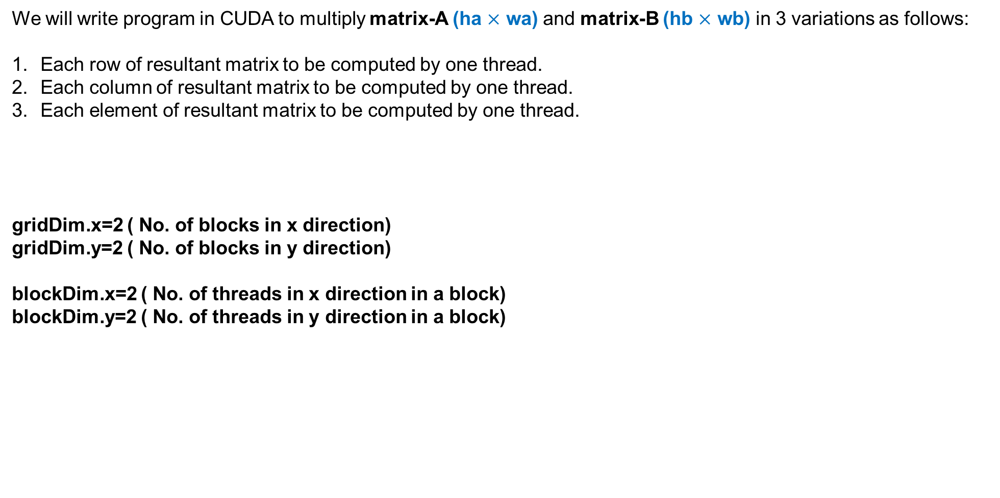 We will write program in CUDA to multiply matrix-A (ha × wa) and matrix-B (hb × wb) in 3 variations as follows:
1. Each row of resultant matrix to be computed by one thread.
2. Each column of resultant matrix to be computed by one thread.
3. Each element of resultant matrix to be computed by one thread.
gridDim.x=2 ( No. of blocks in x direction)
gridDim.y=2 ( No. of blocks in y direction)
blockDim.x=2 ( No. of threads in x direction in a block)
blockDim.y=2 ( No. of threads in y direction in a block)